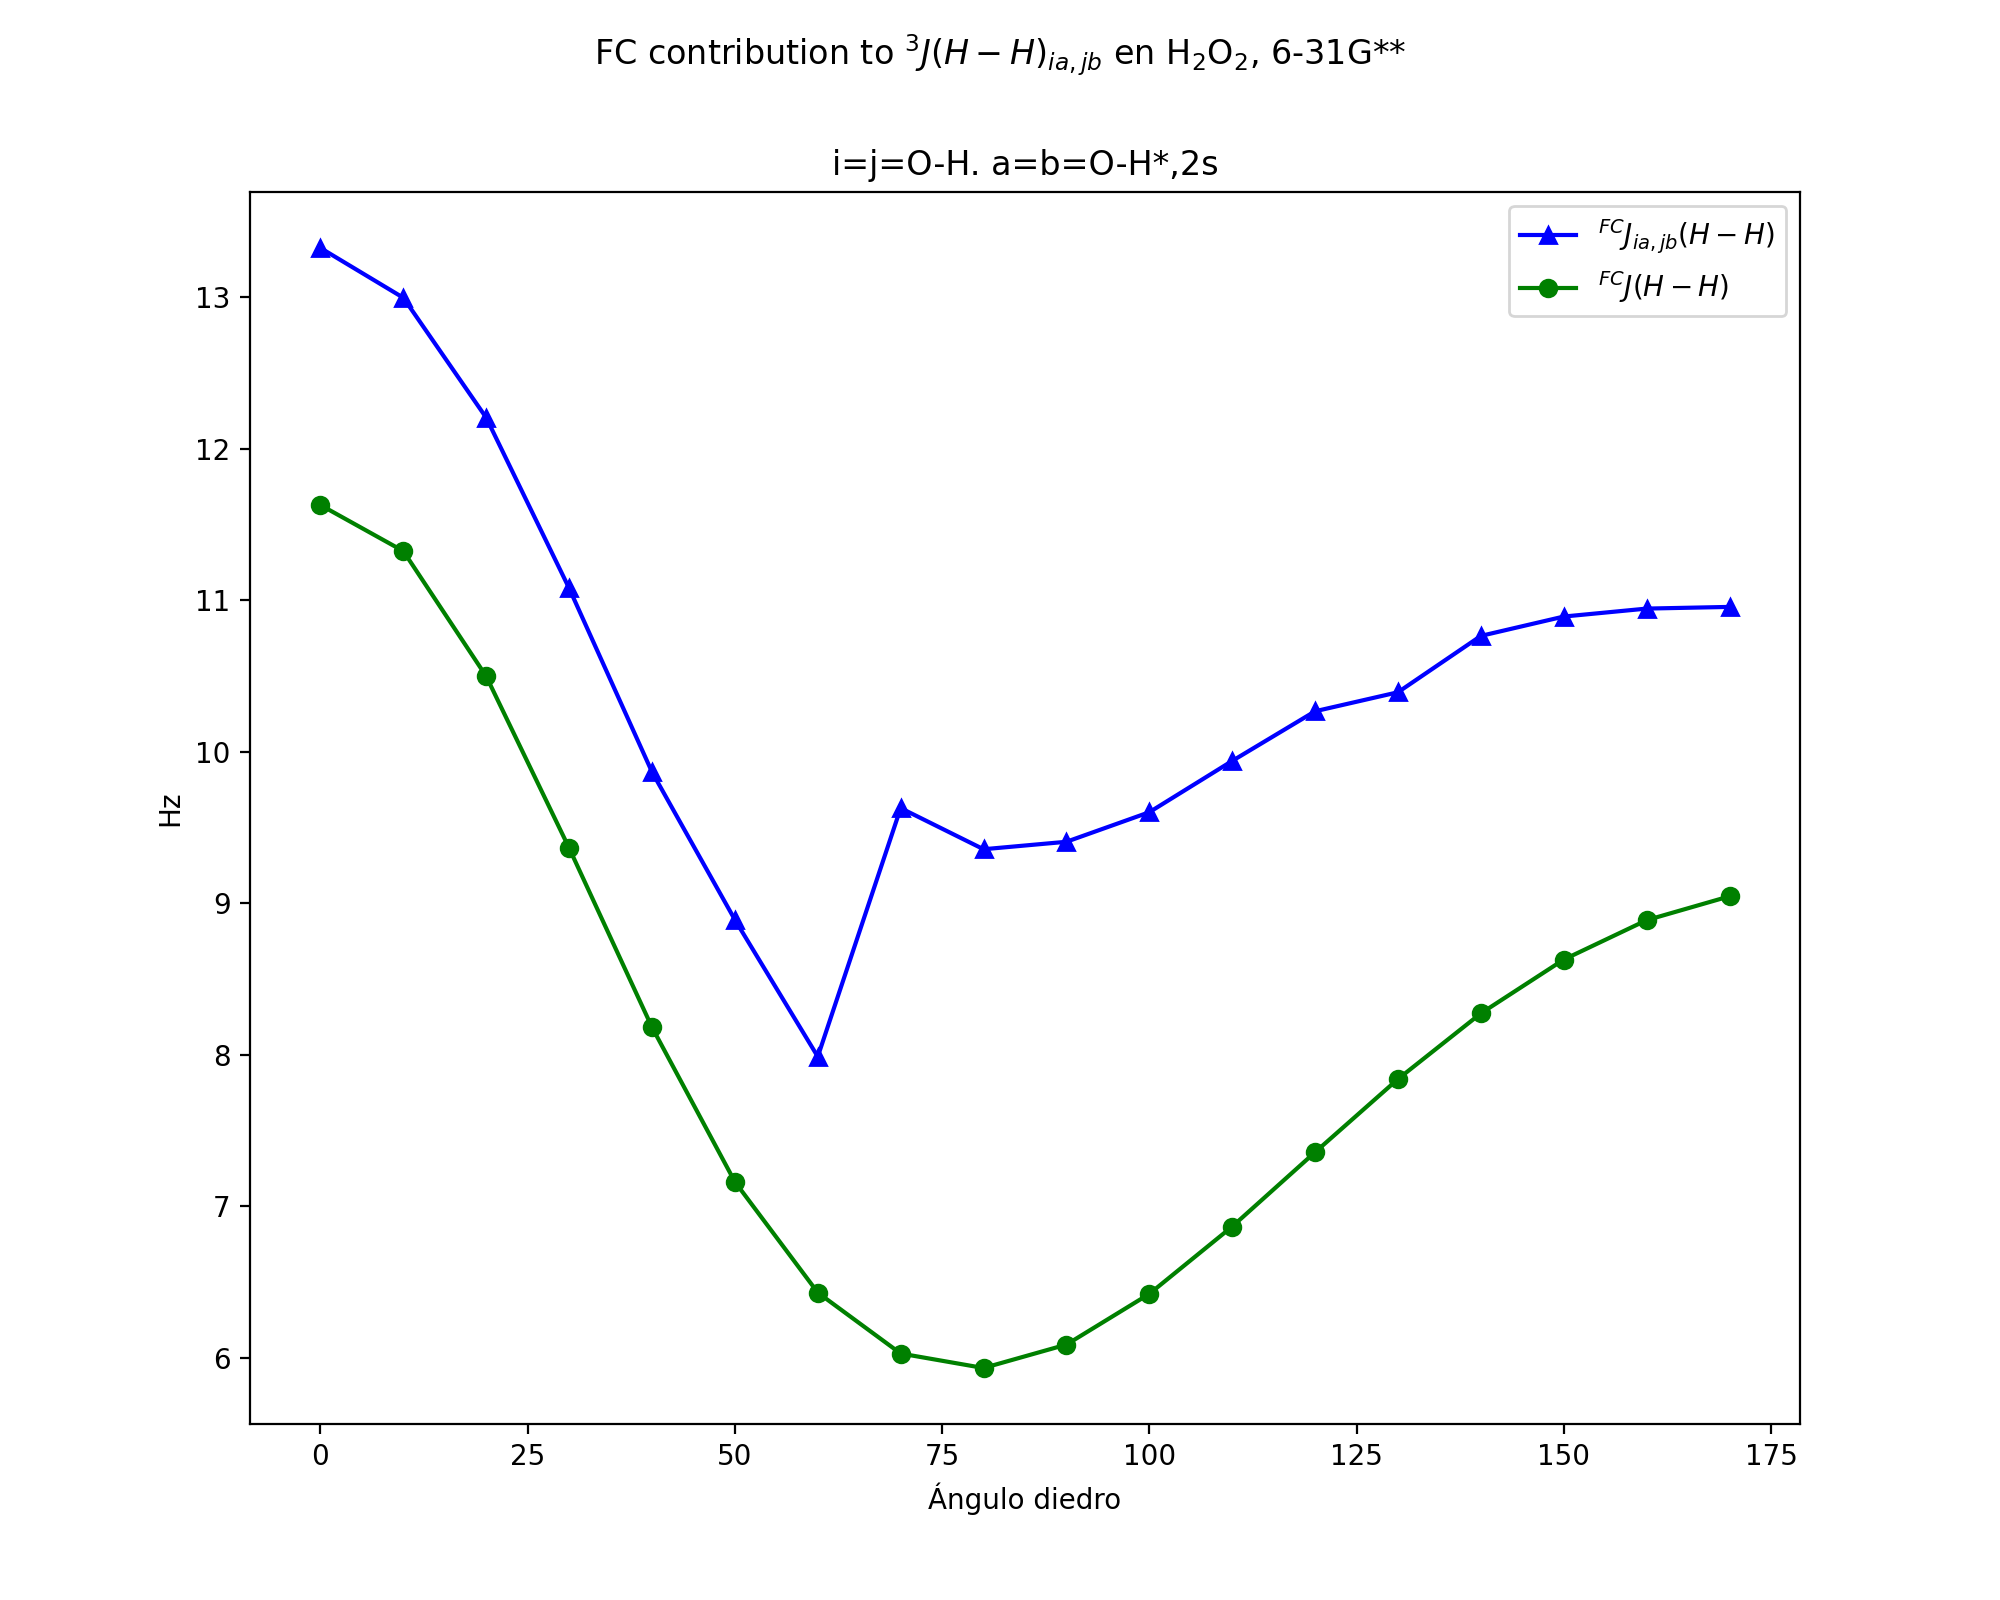 FC contribution to ³J(H − H)ᵢₐ,ⱼb en H₂O₂, 6-31G**
i=j=O-H. a=b=O-H*,2s
ᶠᶜJᵢₐ,ⱼb(H − H)
ᶠᶜJ(H − H)
13
12
11
10
9
8
7
6
Hz
0 25 50 75 100 125 150 175
Ángulo diedro